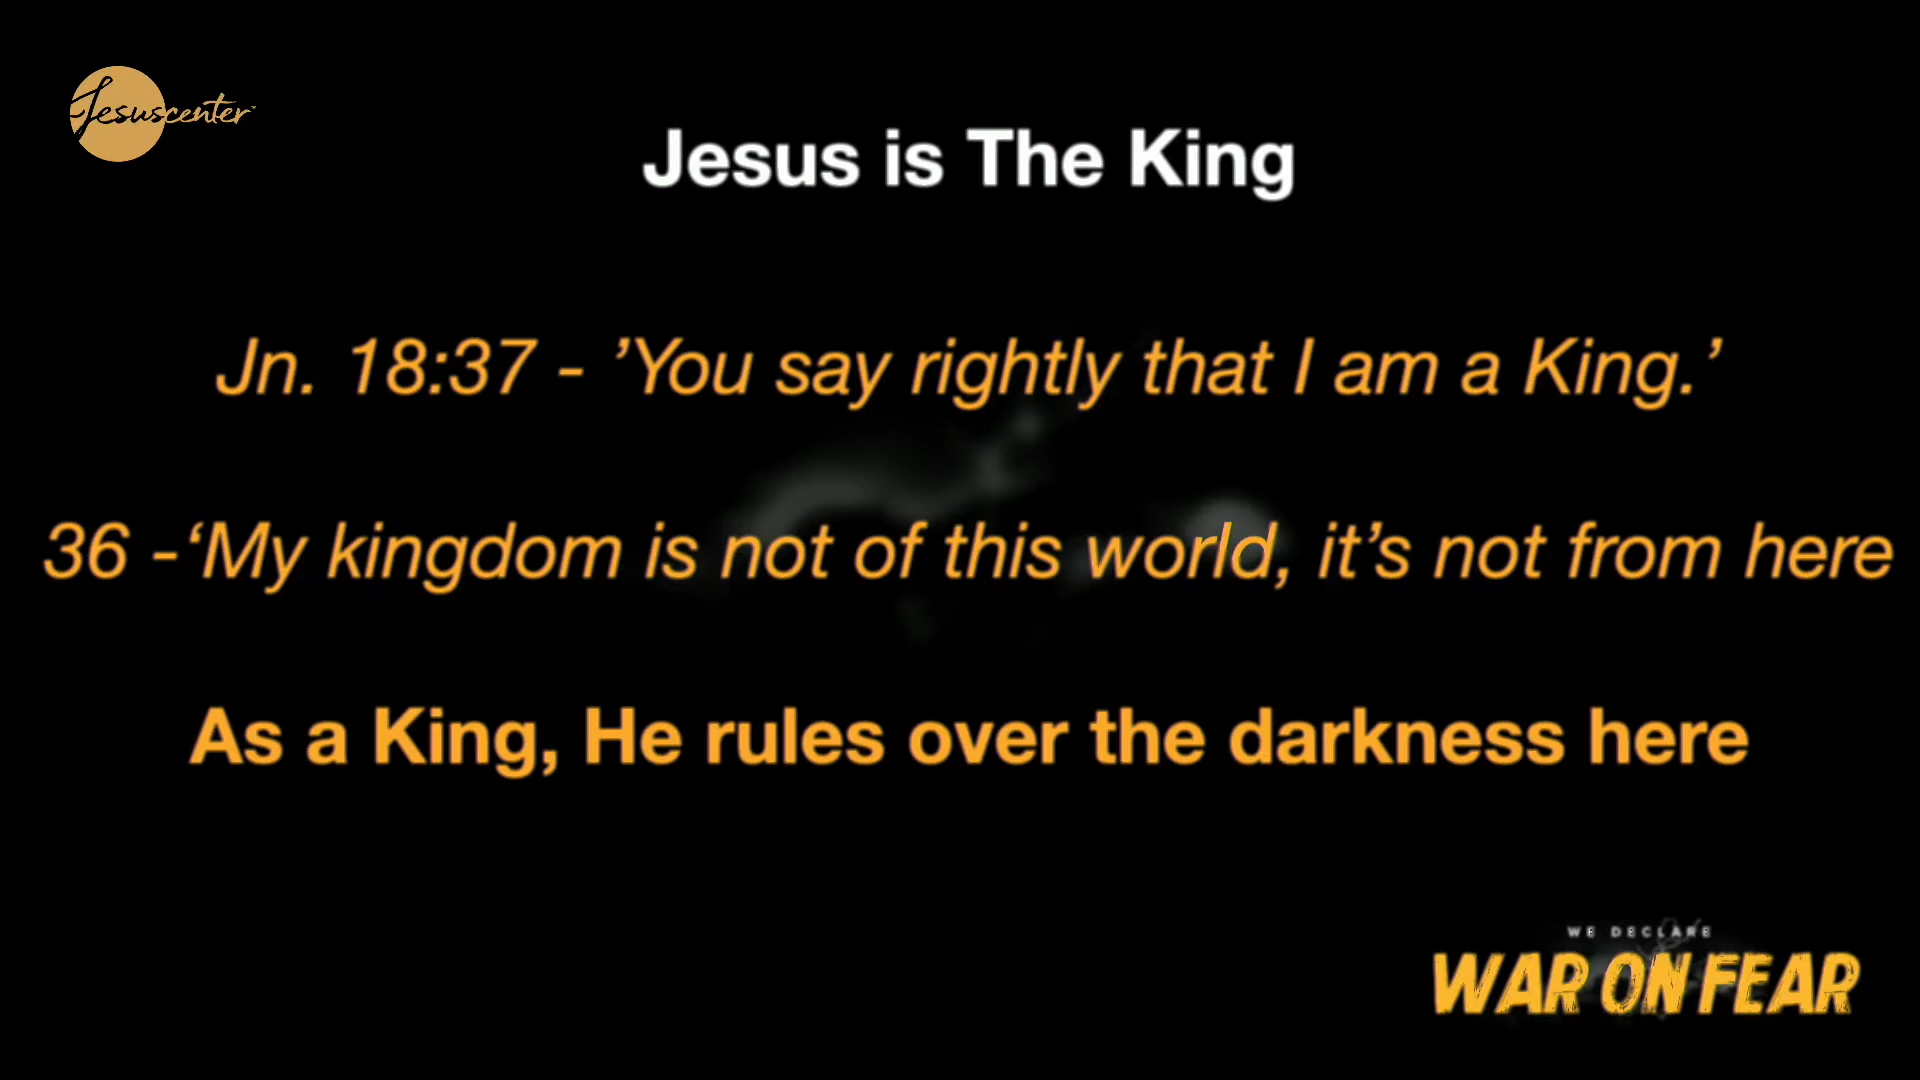 Jesuscenter
Jesus is The King
Jn. 18:37 - ’You say rightly that I am a King.’
36 -‘My kingdom is not of this world, it’s not from here
As a King, He rules over the darkness here
WE DECLARE
WAR ON FEAR